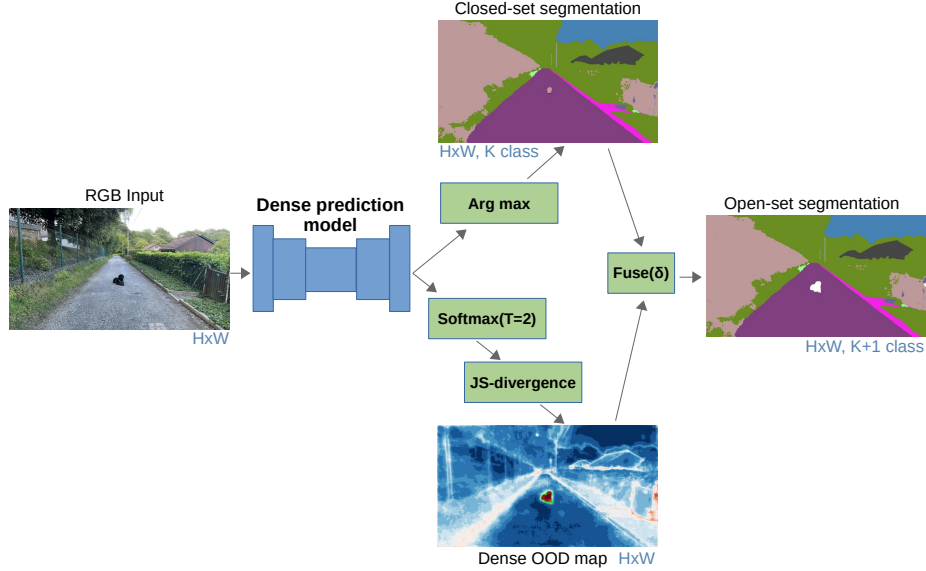 Closed-set segmentation
HxW, K class
RGB Input
HxW
Dense prediction
model
Arg max
Softmax(T=2)
JS-divergence
Dense OOD map HxW
Fuse(δ)
Open-set segmentation
HxW, K+1 class